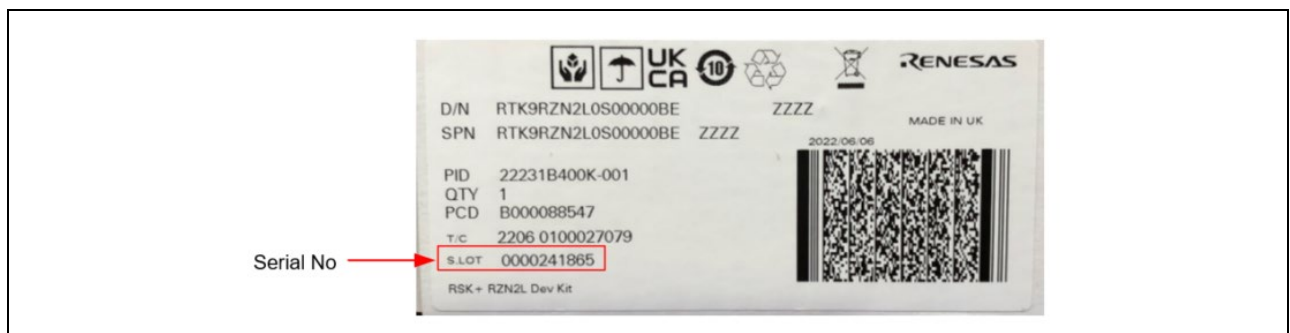 UK
CA
10
RENESAS
D/N RTK9RZN2L0S00000BE ZZZZ
SPN RTK9RZN2L0S00000BE ZZZZ
MADE IN UK
2022/06/06
PID 22231B400K-001
QTY 1
PCD B000088547
T/C 2206 0100027079
Serial No
S.LOT 0000241865
RSK+ RZN2L Dev Kit